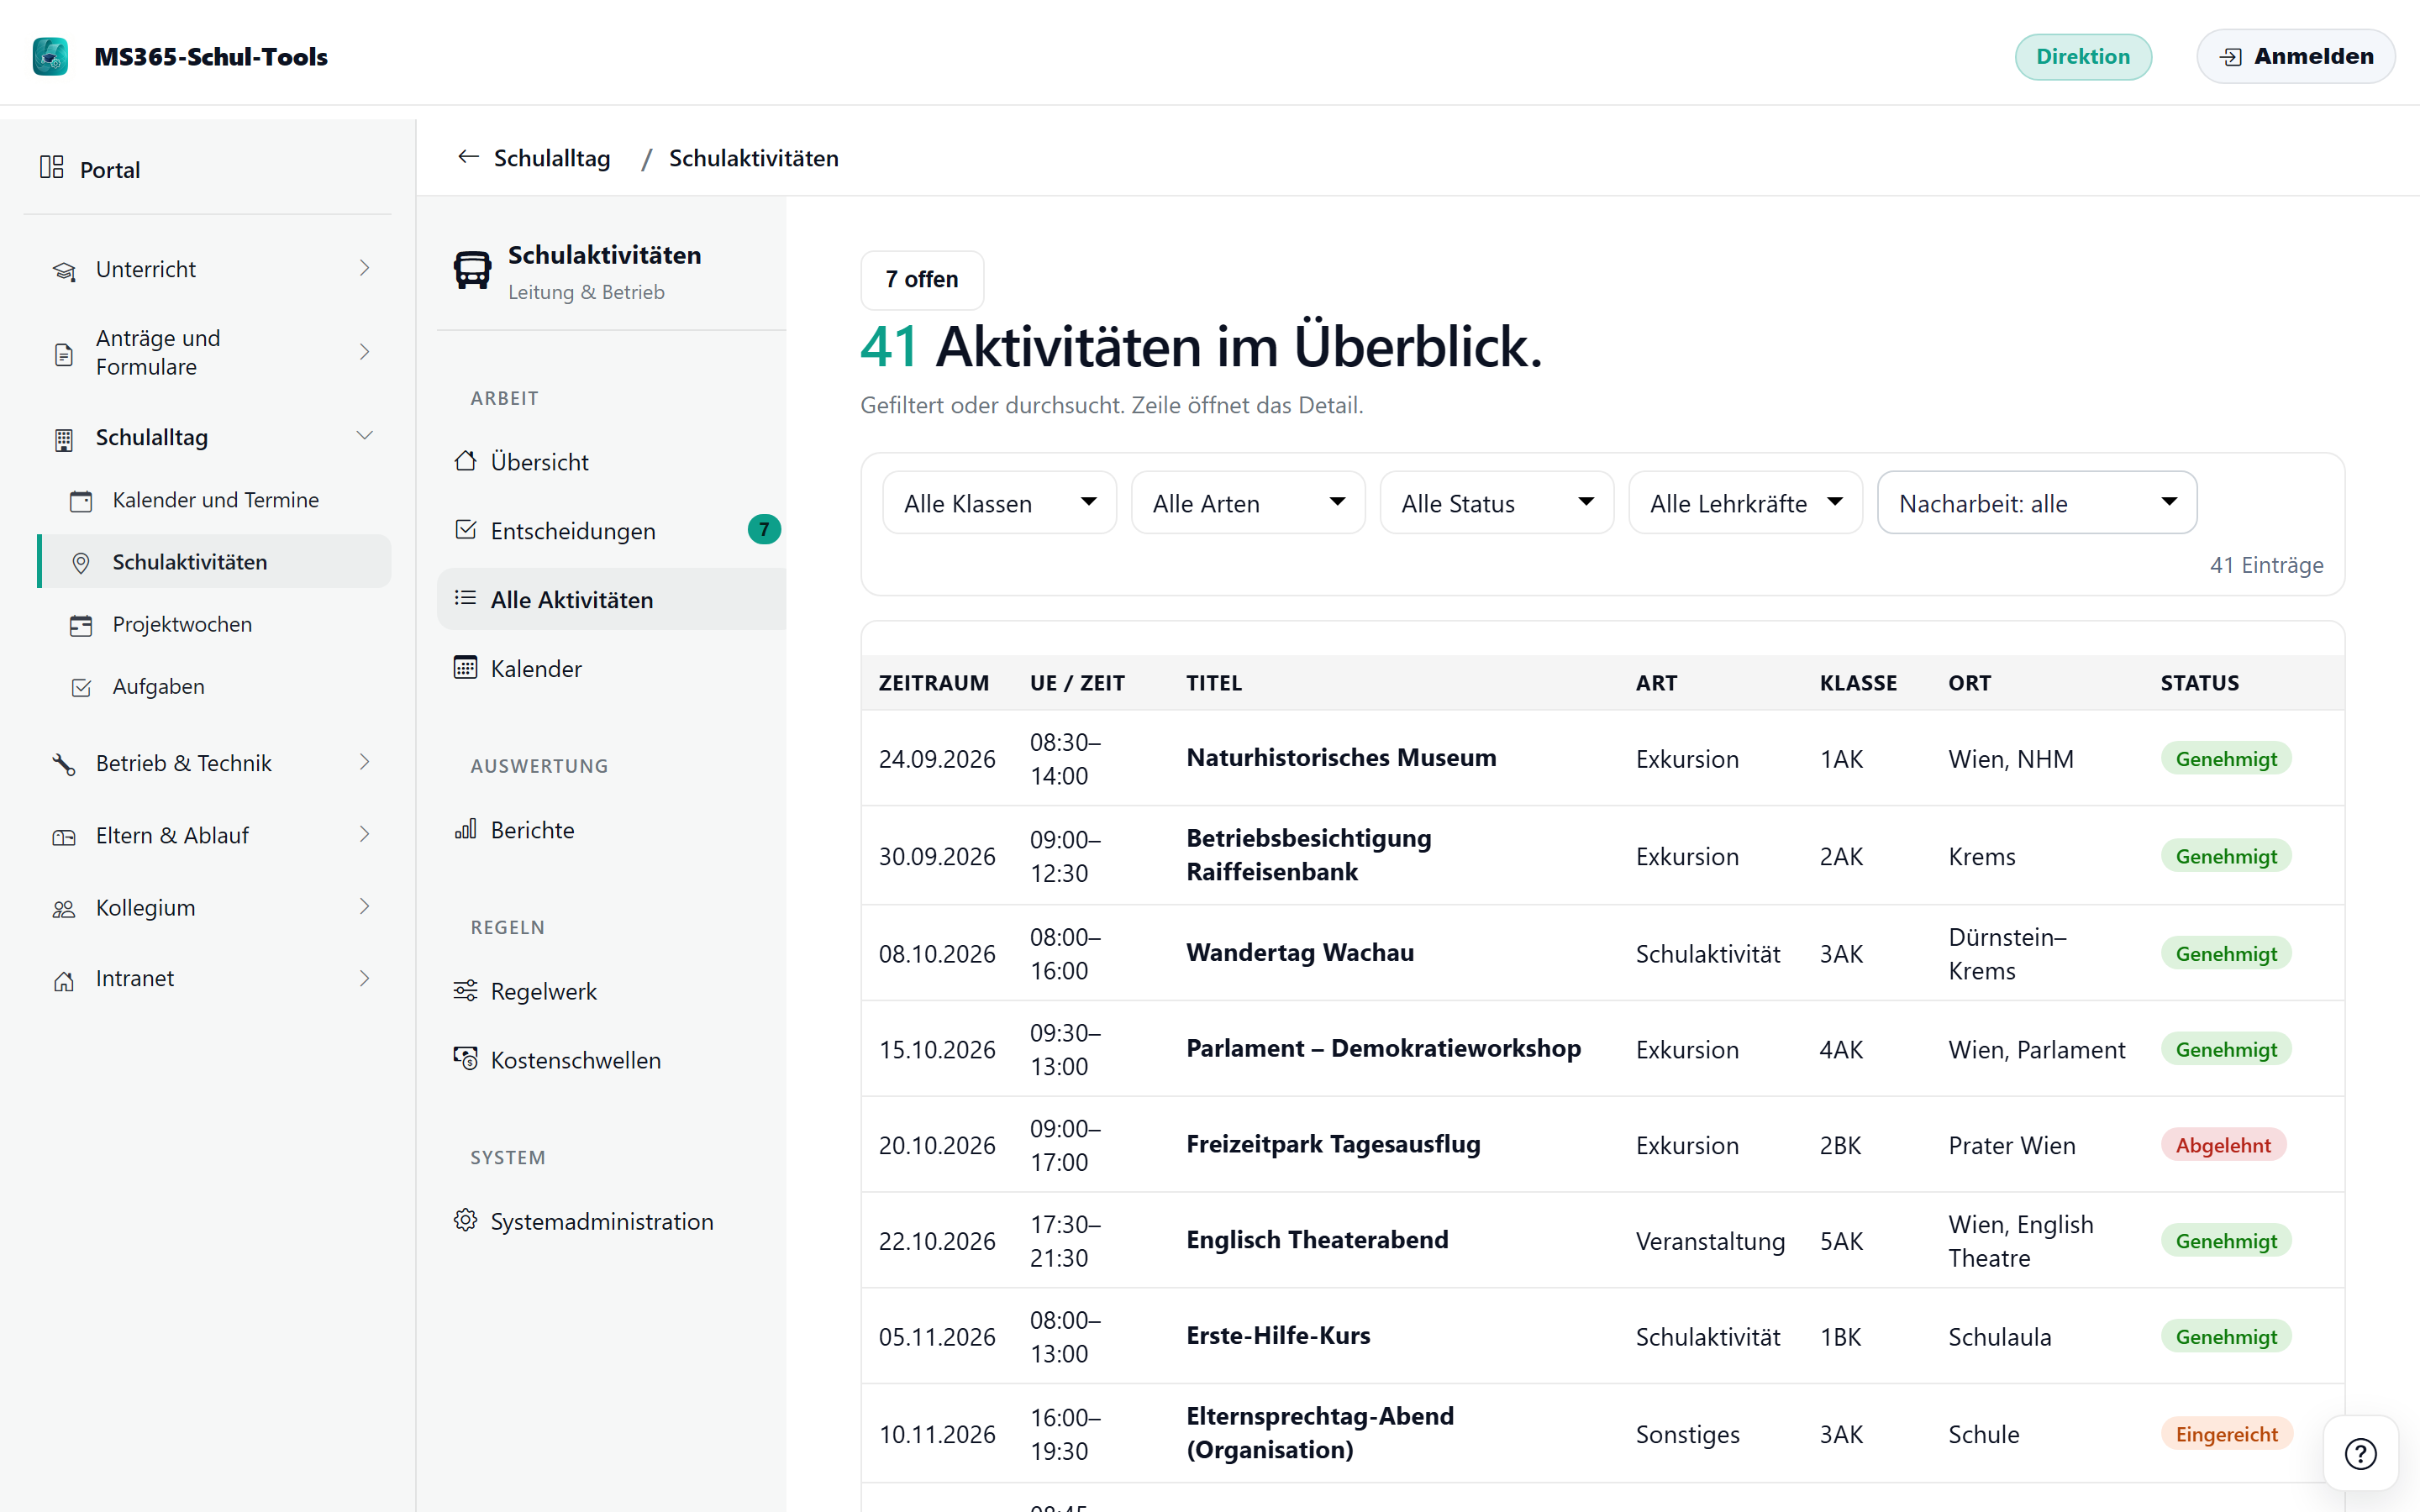 MS365-Schul-Tools
Direktion
Anmelden
Portal
Unterricht
Anträge und
Formulare
Schulalltag
Kalender und Termine
Schulaktivitäten
Projektwochen
Aufgaben
Betrieb & Technik
Eltern & Ablauf
Kollegium
Intranet
Schulalltag / Schulaktivitäten
Schulaktivitäten
Leitung & Betrieb
ARBEIT
Übersicht
Entscheidungen 7
Alle Aktivitäten
Kalender
AUSWERTUNG
Berichte
REGELN
Regelwerk
Kostenschwellen
SYSTEM
Systemadministration
7 offen
41 Aktivitäten im Überblick.
Gefiltert oder durchsucht. Zeile öffnet das Detail.
Alle Klassen Alle Arten Alle Status Alle Lehrkräfte Nacharbeit: alle
41 Einträge
ZEITRAUM UE / ZEIT TITEL ART KLASSE ORT STATUS
24.09.2026 08:30–14:00 Naturhistorisches Museum Exkursion 1AK Wien, NHM Genehmigt
30.09.2026 09:00–12:30 Betriebsbesichtigung Raiffeisenbank Exkursion 2AK Krems Genehmigt
08.10.2026 08:00–16:00 Wandertag Wachau Schulaktivität 3AK Dürnstein–Krems Genehmigt
15.10.2026 09:30–13:00 Parlament – Demokratieworkshop Exkursion 4AK Wien, Parlament Genehmigt
20.10.2026 09:00–17:00 Freizeitpark Tagesausflug Exkursion 2BK Prater Wien Abgelehnt
22.10.2026 17:30–21:30 Englisch Theaterabend Veranstaltung 5AK Wien, English Theatre Genehmigt
05.11.2026 08:00–13:00 Erste-Hilfe-Kurs Schulaktivität 1BK Schulaula Genehmigt
10.11.2026 16:00–19:30 Elternsprechtag-Abend (Organisation) Sonstiges 3AK Schule Eingereicht